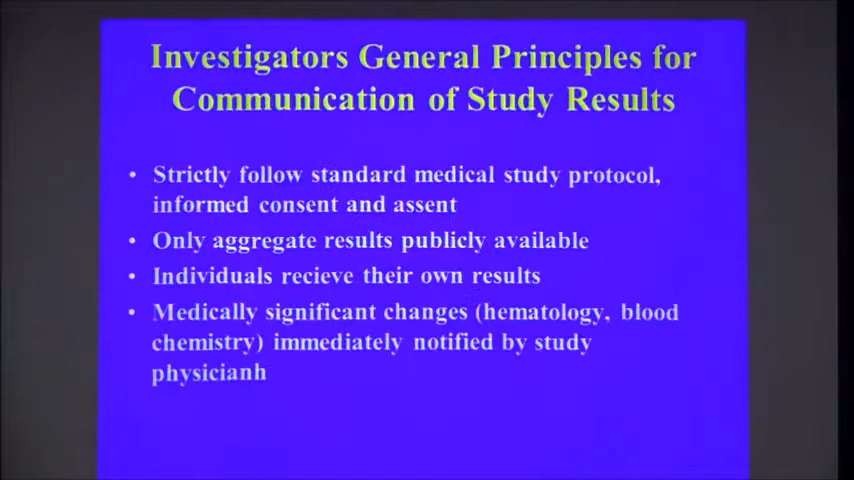 Investigators General Principles for
Communication of Study Results
• Strictly follow standard medical study protocol,
informed consent and assent
• Only aggregate results publicly available
• Individuals recieve their own results
• Medically significant changes (hematology, blood
chemistry) immediately notified by study
physicianh